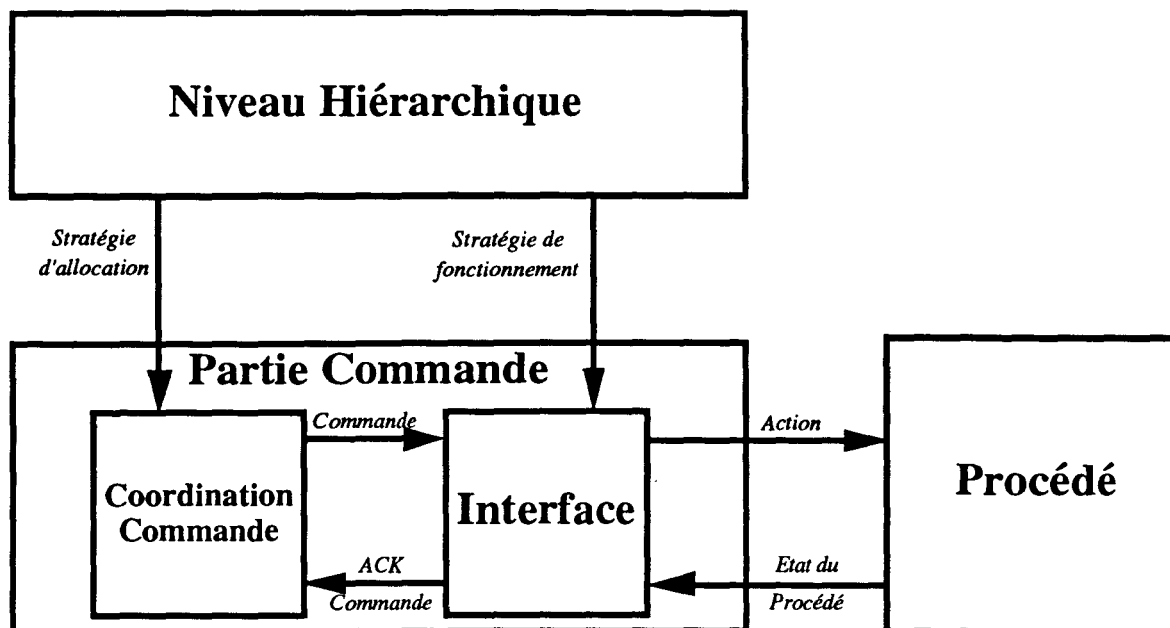 Niveau Hiérarchique
Stratégie
d'allocation
Stratégie de
fonctionnement
Partie Commande
Commande
Action
Coordination
Commande
Interface
Procédé
ACK
Commande
Etat du
Procédé